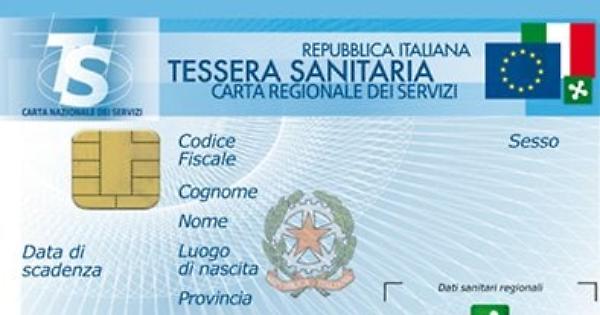 TS
CARTA NAZIONALE DEI SERVIZI
REPUBBLICA ITALIANA
TESSERA SANITARIA
CARTA REGIONALE DEI SERVIZI
Codice
Fiscale
Sesso
Cognome
Nome
Data di
scadenza
Luogo
di nascita
Provincia
Dati sanitari regionali